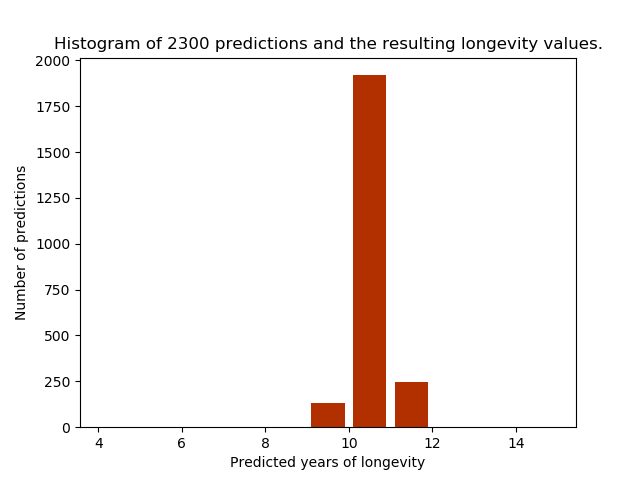 Histogram of 2300 predictions and the resulting longevity values.
2000
1750
1500
1250
1000
750
500
250
0
Number of predictions
4 6 8 10 12 14
Predicted years of longevity